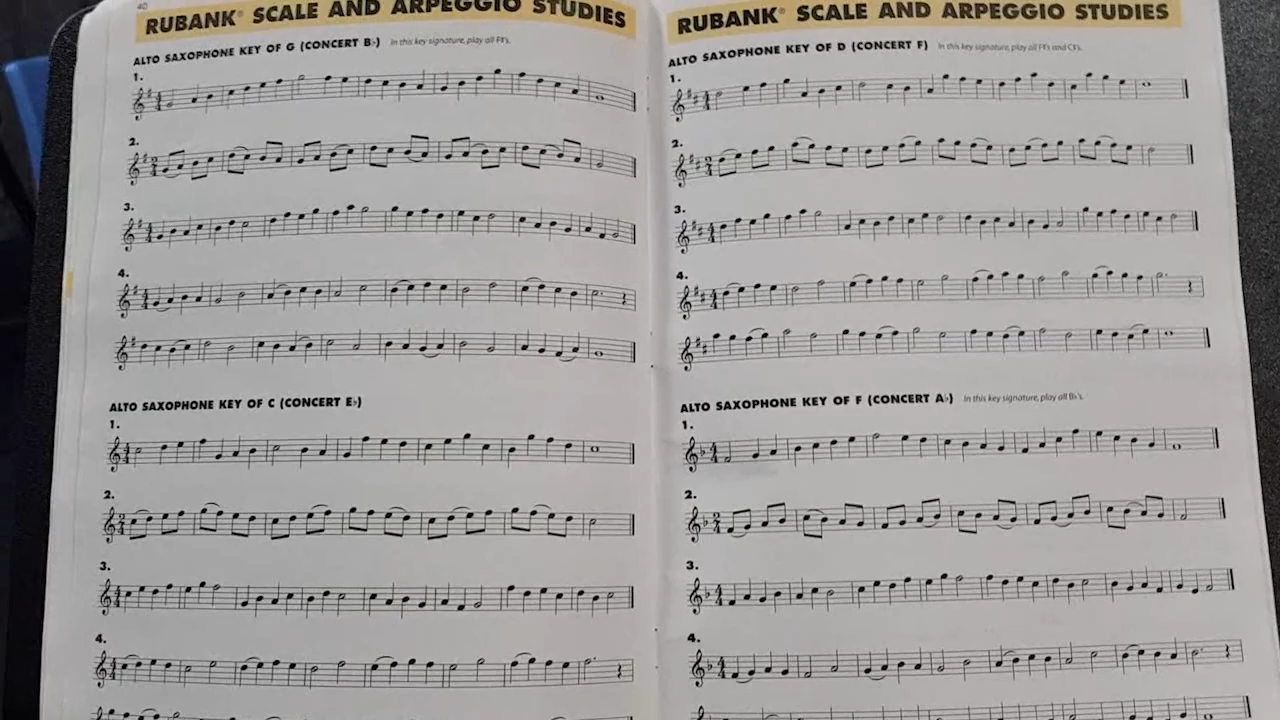 40
RUBANK® SCALE AND ARPEGGIO STUDIES
ALTO SAXOPHONE KEY OF G (CONCERT B♭) In this key signature, play all F#'s.
1.
2.
3.
4.
ALTO SAXOPHONE KEY OF C (CONCERT E♭)
1.
2.
3.
4.
RUBANK® SCALE AND ARPEGGIO STUDIES
ALTO SAXOPHONE KEY OF D (CONCERT F) In this key signature, play all F#'s and C#'s.
1.
2.
3.
4.
ALTO SAXOPHONE KEY OF F (CONCERT A♭) In this key signature, play all B♭'s.
1.
2.
3.
4.